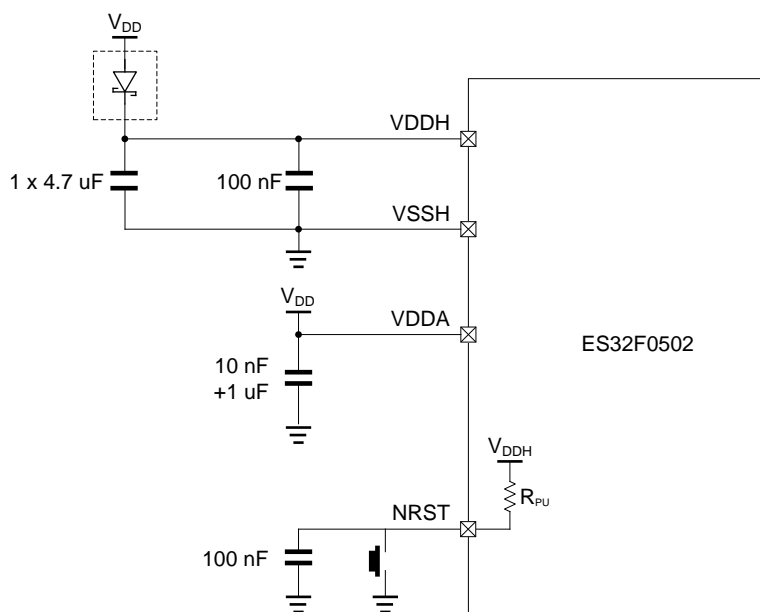 VDD
VDDH
1 x 4.7 uF
100 nF
VSSH
VDD
VDDA
10 nF
+1 uF
ES32F0502
VDDH
RPU
NRST
100 nF